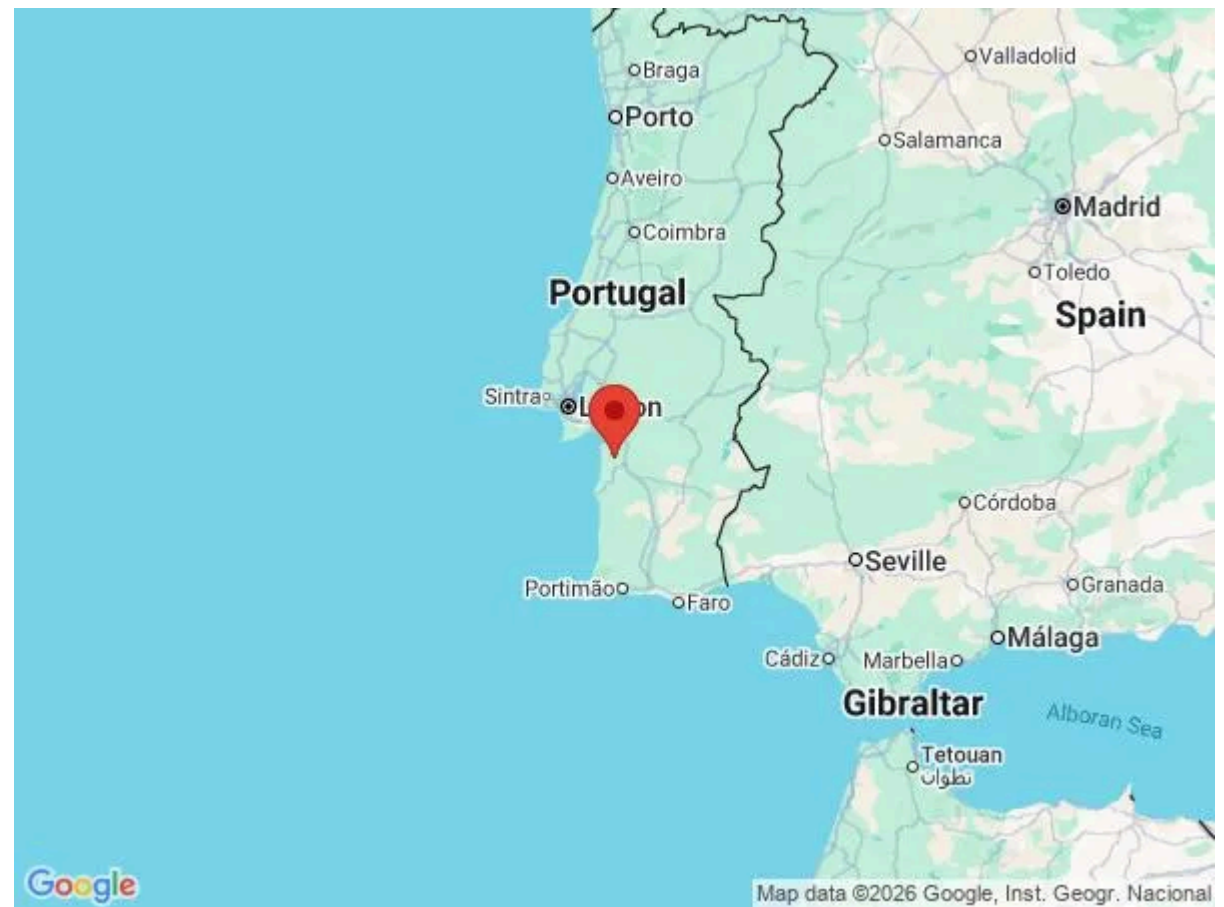 Valladolid
Braga
Porto
Salamanca
Aveiro
Madrid
Coimbra
Toledo
Portugal
Spain
Sintra
Córdoba
Seville
Granada
Portimão
Faro
Málaga
Cádiz
Marbella
Gibraltar
Alboran Sea
Tetouan
تطوان
Google
Map data ©2026 Google, Inst. Geogr. Nacional